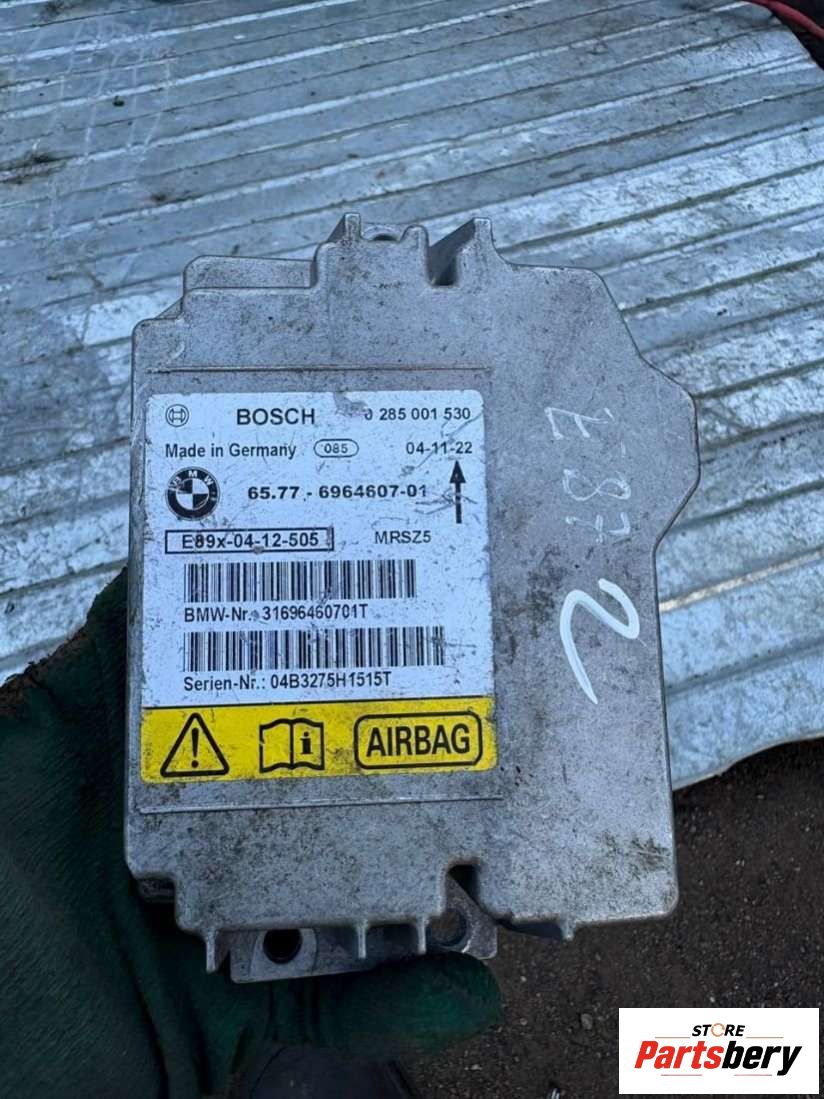 BOSCH 0 285 001 530
Made in Germany 085 04-11-22
BMW 65.77 - 6964607-01
E89x-04-12-505 MRSZ5
BMW-Nr. 31696460701T
Serien-Nr.: 04B3275H1515T
AIRBAG
2
STORE
Partsbery